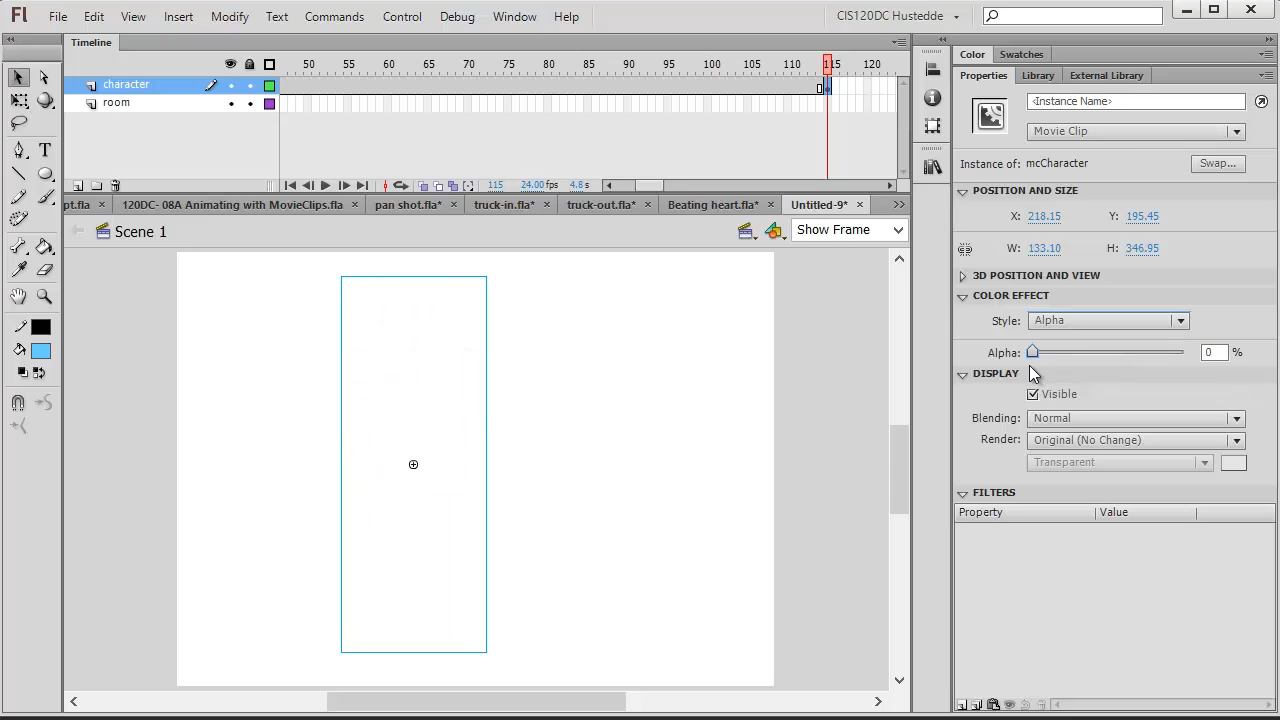 Fl File Edit View Insert Modify Text Commands Control Debug Window Help CIS120DC Hustedde
Timeline
50 55 60 65 70 75 80 85 90 95 100 105 110 115 120
character
room
115 24.00 fps 4.8 s
pt.fla 120DC- 08A Animating with MovieClips.fla pan shot.fla* truck-in.fla* truck-out.fla* Beating heart.fla* Untitled-9*
Scene 1 Show Frame
Color Swatches
Properties Library External Library
<Instance Name>
Movie Clip
Instance of: mcCharacter Swap...
POSITION AND SIZE
X: 218.15 Y: 195.45
W: 133.10 H: 346.95
3D POSITION AND VIEW
COLOR EFFECT
Style: Alpha
Alpha: 0 %
DISPLAY
Visible
Blending: Normal
Render: Original (No Change)
Transparent
FILTERS
Property Value